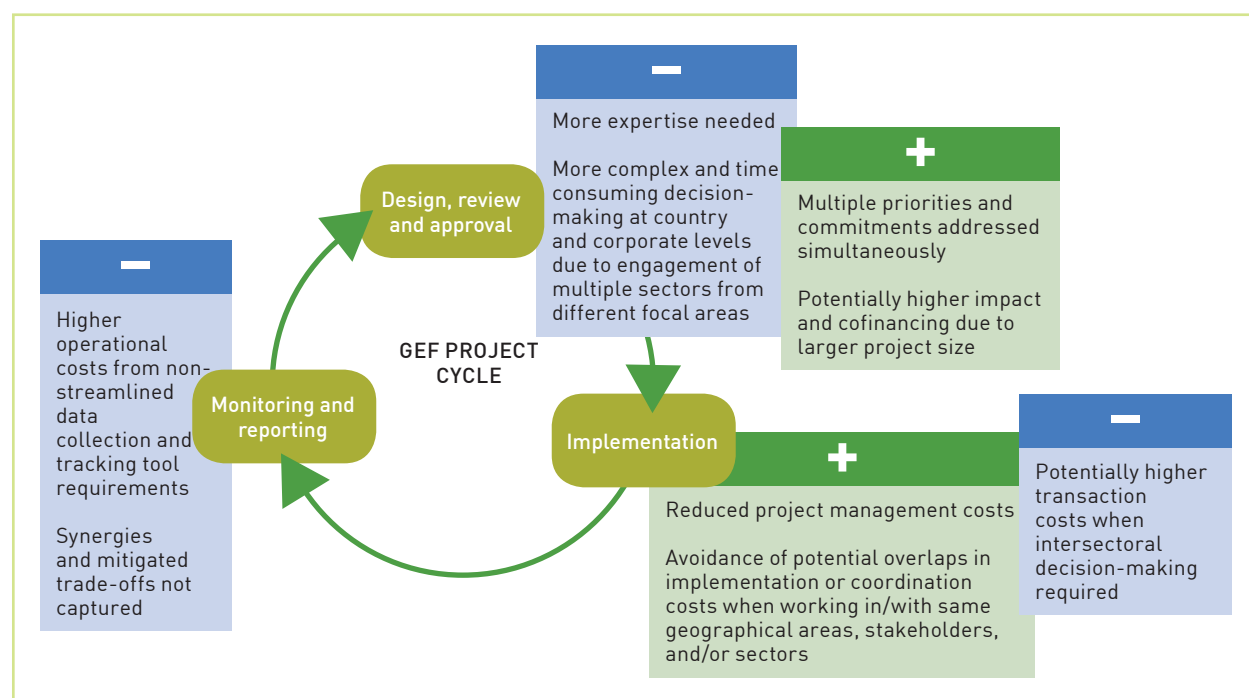 −
More expertise needed
More complex and time
consuming decision-
making at country
and corporate levels
due to engagement of
multiple sectors from
different focal areas
+
Multiple priorities and
commitments addressed
simultaneously
Potentially higher impact
and cofinancing due to
larger project size
Design, review
and approval
−
Higher
operational
costs from non-
streamlined
data
collection and
tracking tool
requirements
Synergies
and mitigated
trade-offs not
captured
GEF PROJECT
CYCLE
Monitoring and
reporting
Implementation
+
Reduced project management costs
Avoidance of potential overlaps in
implementation or coordination
costs when working in/with same
geographical areas, stakeholders,
and/or sectors
−
Potentially higher
transaction
costs when
intersectoral
decision-making
required